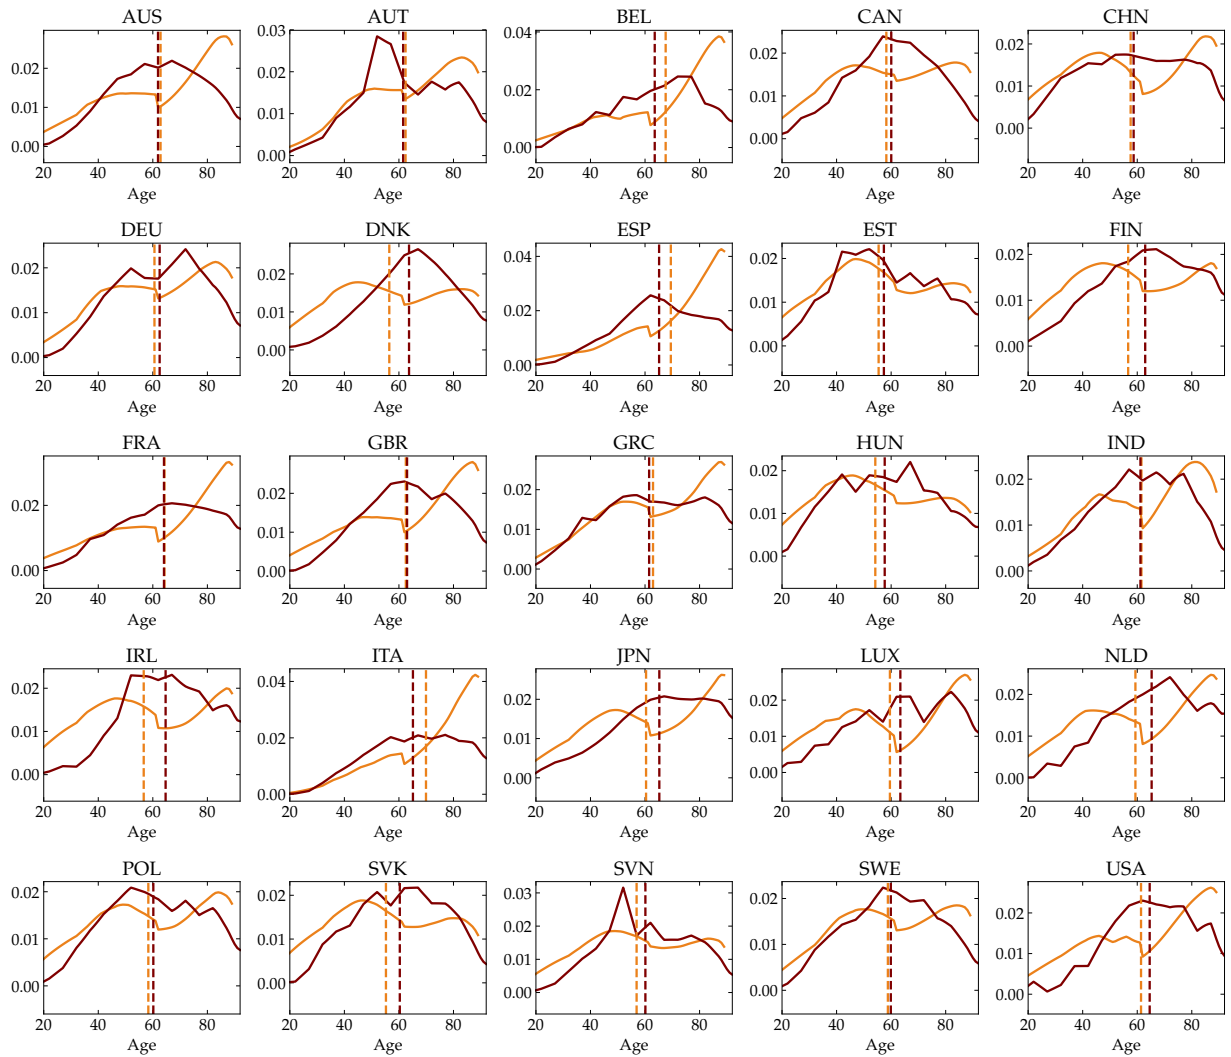 AUS AUT BEL CAN CHN
0.03 0.04
0.02 0.02 0.02
0.02 0.02
0.01 0.01 0.01
0.01
0.00 0.00 0.00 0.00 0.00
20 40 60 80 20 40 60 80 20 40 60 80 20 40 60 80 20 40 60 80
Age Age Age Age Age
DEU DNK ESP EST FIN
0.02 0.02 0.04 0.02 0.02
0.01 0.01 0.02 0.01 0.01
0.00 0.00 0.00 0.00 0.00
20 40 60 80 20 40 60 80 20 40 60 80 20 40 60 80 20 40 60 80
Age Age Age Age Age
FRA GBR GRC HUN IND
0.02 0.02 0.02 0.02 0.02
0.01 0.01 0.01 0.01
0.00 0.00 0.00 0.00 0.00
20 40 60 80 20 40 60 80 20 40 60 80 20 40 60 80 20 40 60 80
Age Age Age Age Age
IRL ITA JPN LUX NLD
0.02 0.04 0.02 0.02 0.02
0.01 0.02 0.01 0.01 0.01
0.00 0.00 0.00 0.00 0.00
20 40 60 80 20 40 60 80 20 40 60 80 20 40 60 80 20 40 60 80
Age Age Age Age Age
POL SVK SVN SWE USA
0.02 0.02 0.03 0.02 0.02
0.02
0.01 0.01 0.01 0.01 0.01
0.00 0.00 0.00 0.00 0.00
20 40 60 80 20 40 60 80 20 40 60 80 20 40 60 80 20 40 60 80
Age Age Age Age Age